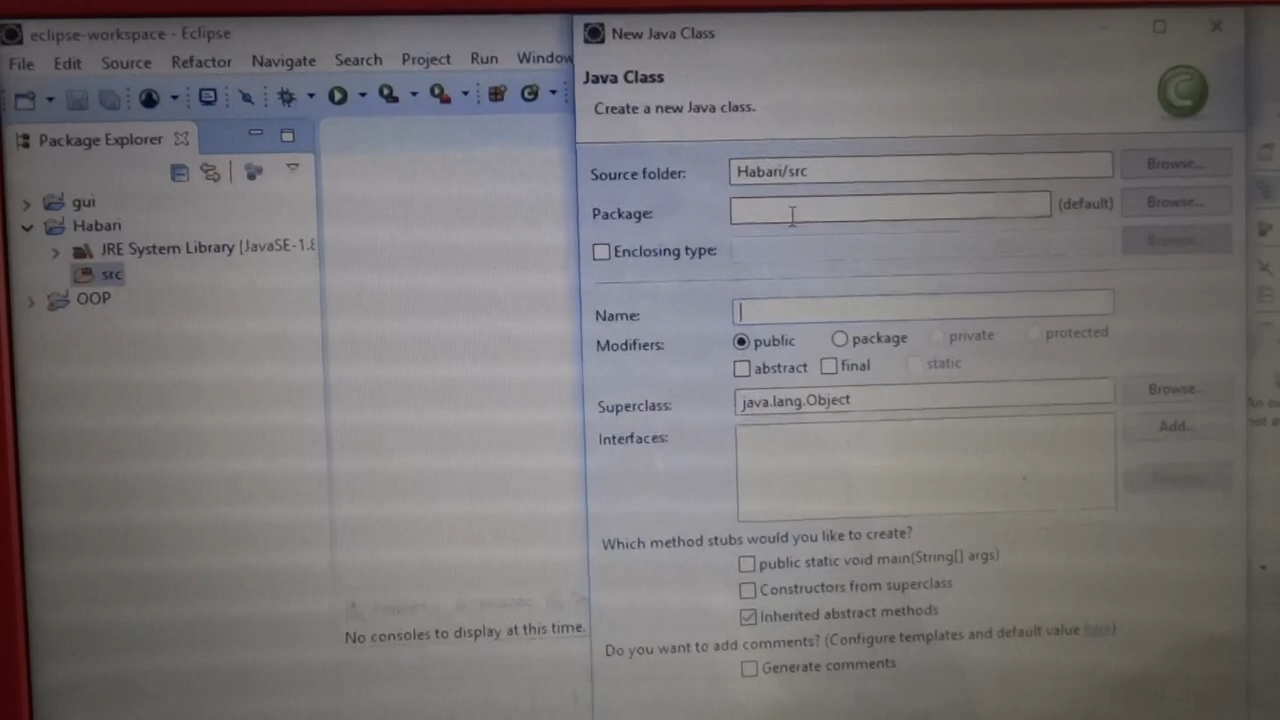 eclipse-workspace - Eclipse
File Edit Source Refactor Navigate Search Project Run Window
Package Explorer
gui
Habari
JRE System Library [JavaSE-1.8
src
OOP
No consoles to display at this time.
New Java Class
Java Class
Create a new Java class.
Source folder: Habari/src Browse...
Package: (default) Browse...
Enclosing type: Browse...
Name:
Modifiers: public package private protected
abstract final static
Superclass: java.lang.Object Browse...
Interfaces: Add...
Which method stubs would you like to create?
public static void main(String[] args)
Constructors from superclass
Inherited abstract methods
Do you want to add comments? (Configure templates and default value here)
Generate comments